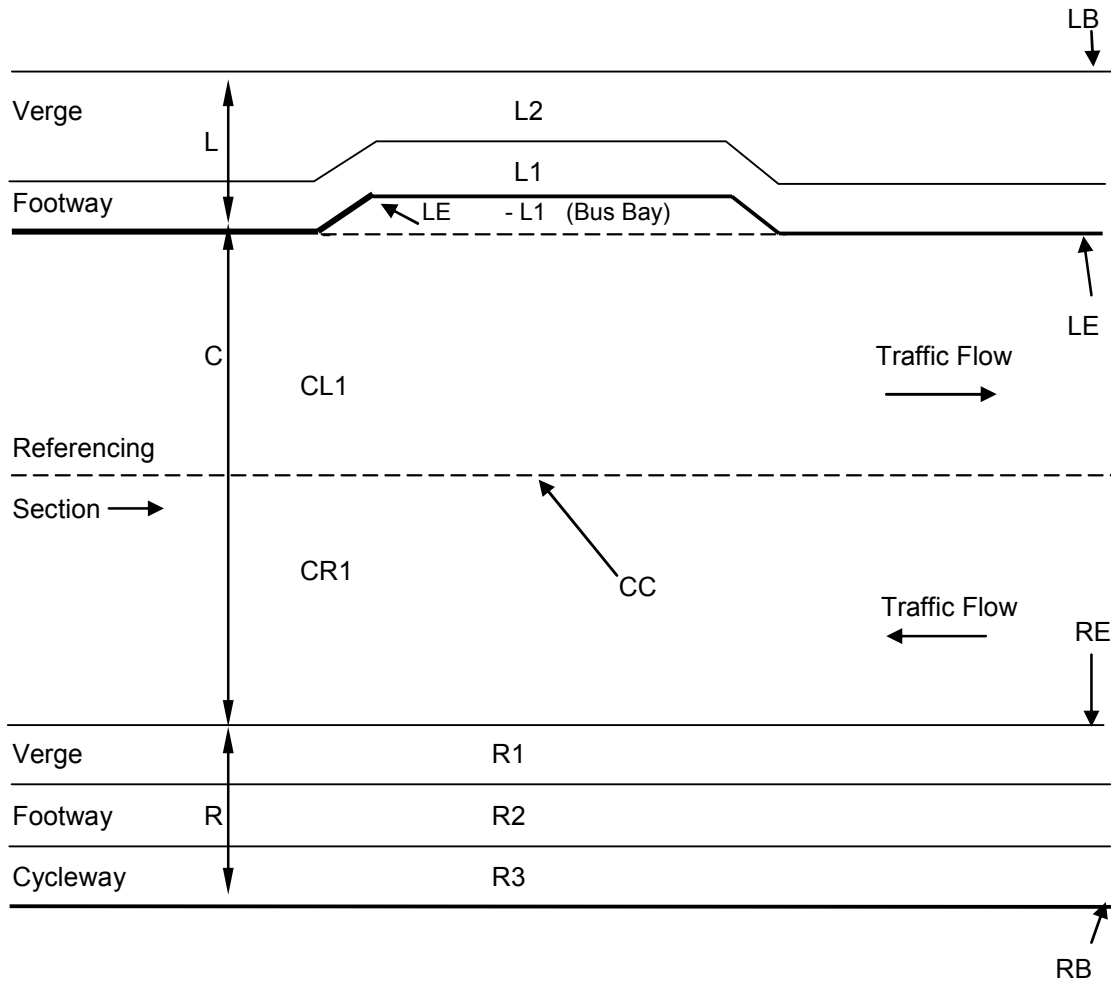 LB
Verge
L2
L
L1
Footway
LE - L1 (Bus Bay)
LE
C
Traffic Flow
CL1
Referencing
Section
CR1
CC
Traffic Flow
RE
Verge
R1
Footway
R
R2
Cycleway
R3
RB